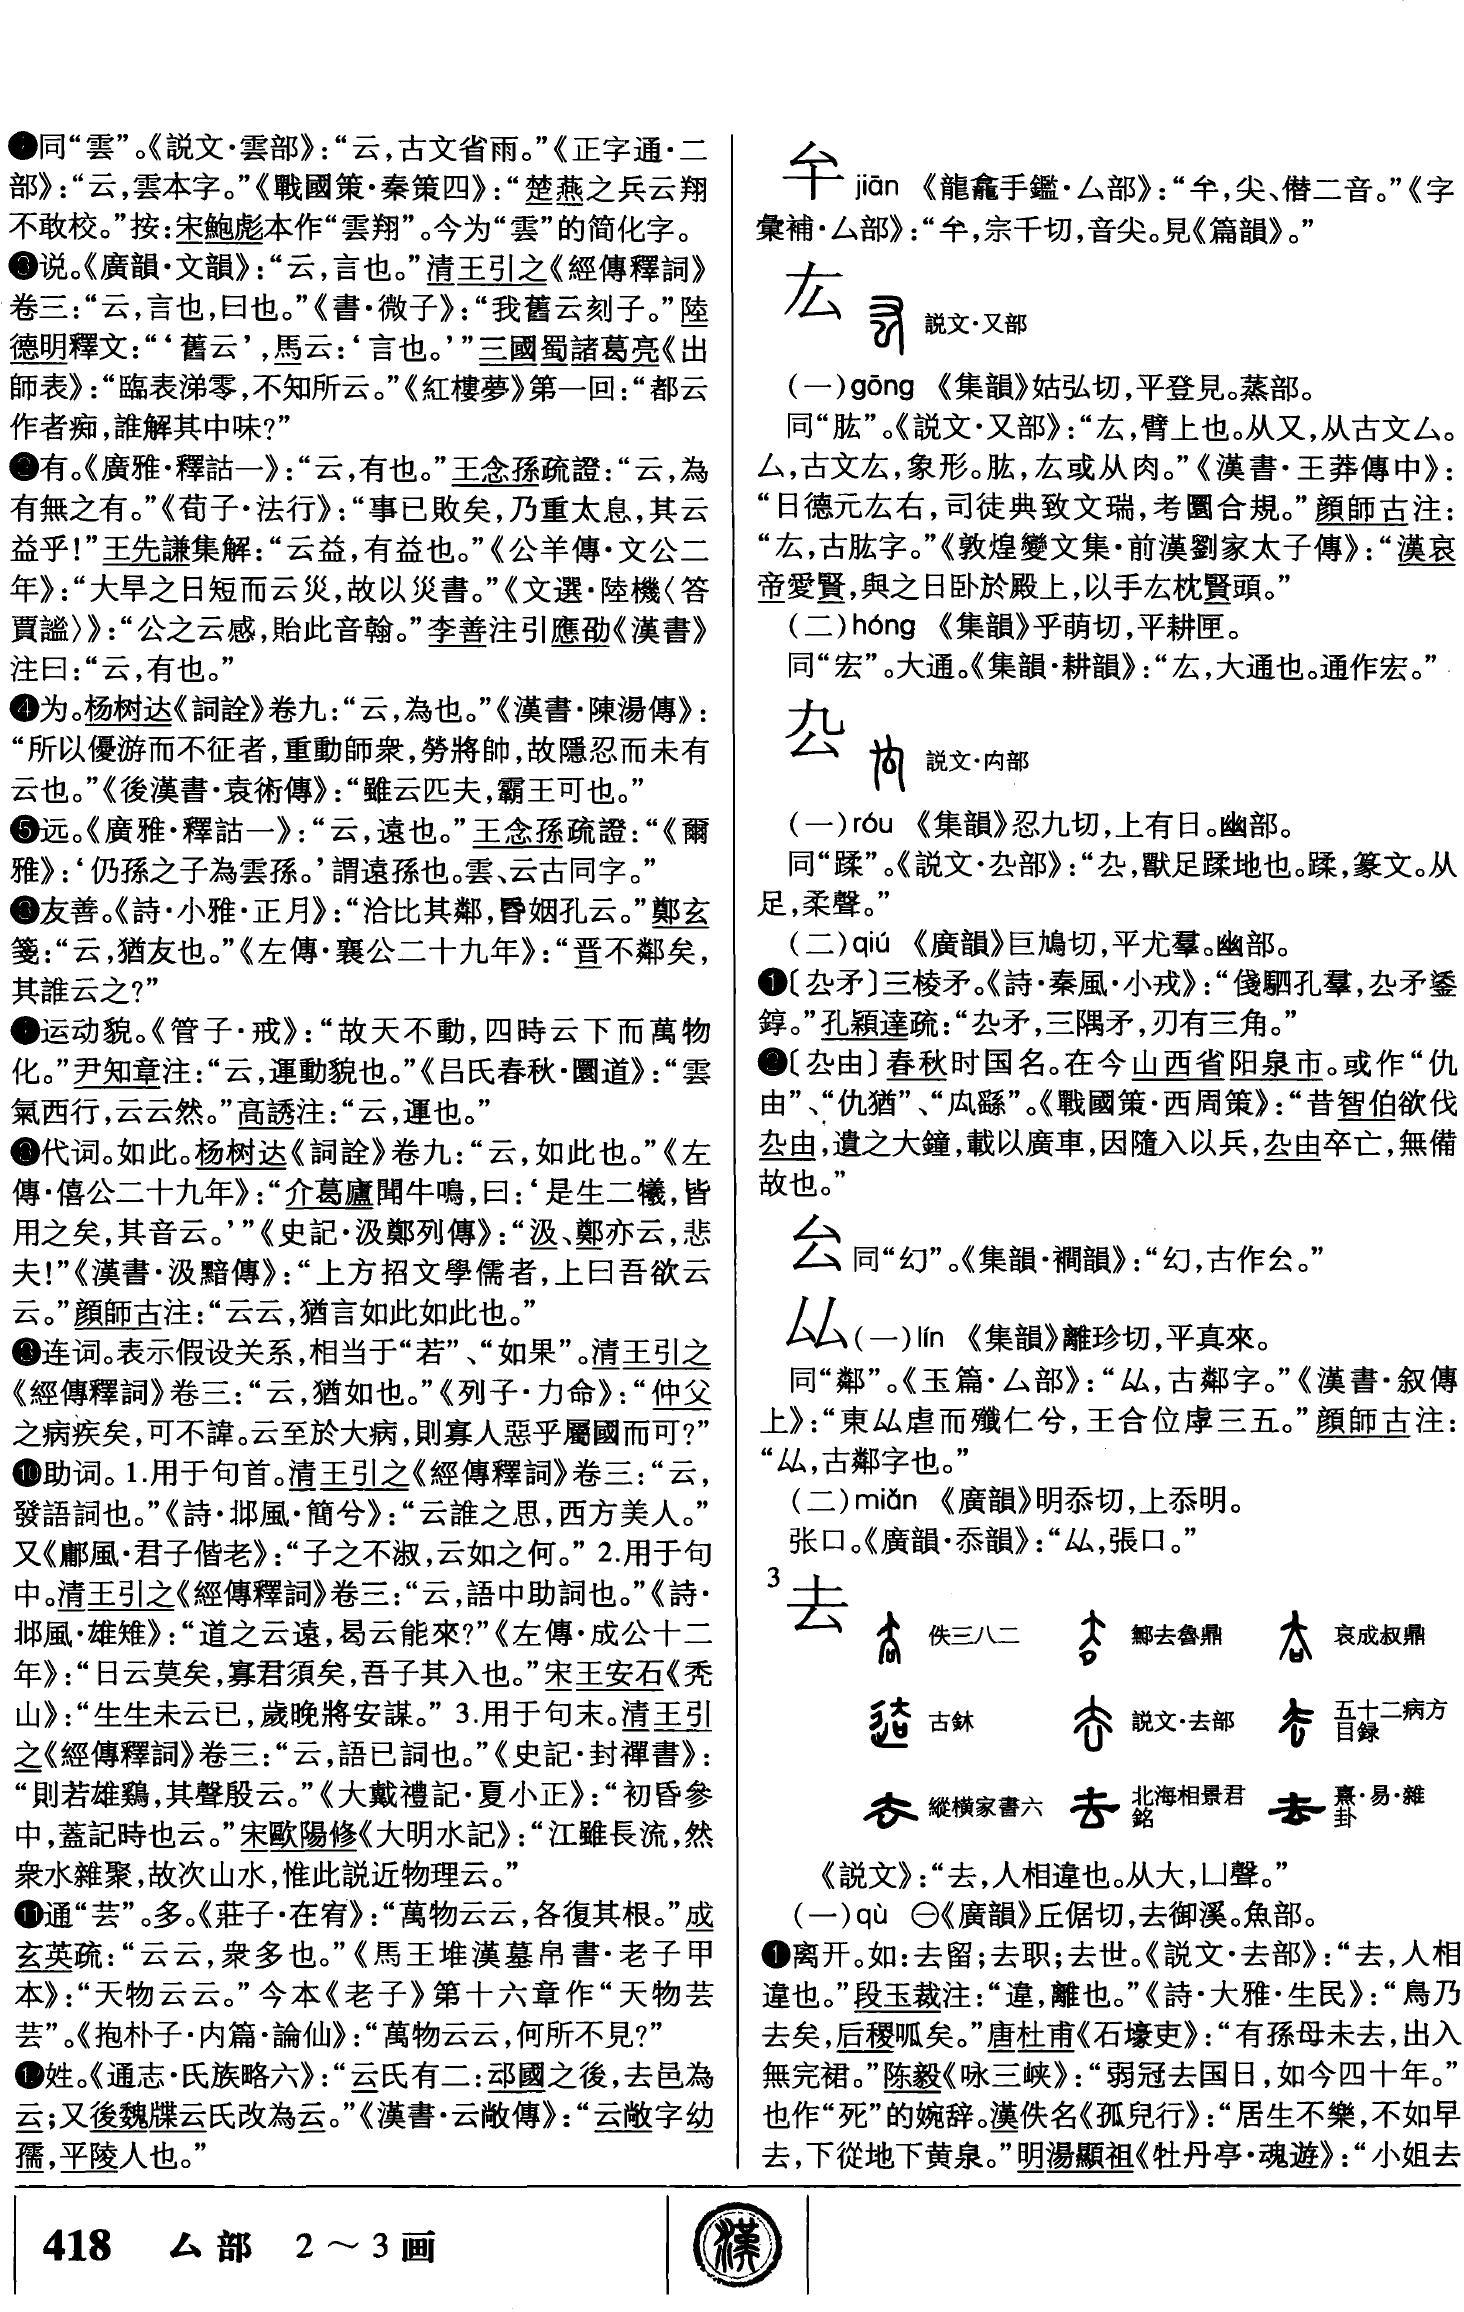 ❶同“雲”。《説文·雲部》：“云，古文省雨。”《正字通·二
部》：“云，雲本字。”《戰國策·秦策四》：“楚燕之兵云翔
不敢校。”按：宋鮑彪本作“雲翔”。今为“雲”的简化字。
❷说。《廣韻·文韻》：“云，言也。”清王引之《經傳釋詞》
卷三：“云，言也，曰也。”《書·微子》：“我舊云刻子。”陸
德明釋文：“‘舊云’，馬云：‘言也。’”三國蜀諸葛亮《出
師表》：“臨表涕零，不知所云。”《紅樓夢》第一回：“都云
作者痴，誰解其中味？”
❸有。《廣雅·釋詁一》：“云，有也。”王念孫疏證：“云，為
有無之有。”《荀子·法行》：“事已敗矣，乃重太息，其云
益乎！”王先謙集解：“云益，有益也。”《公羊傳·文公二
年》：“大旱之日短而云災，故以災書。”《文選·陸機〈答
賈謐〉》：“公之云感，貽此音翰。”李善注引應劭《漢書》
注曰：“云，有也。”
❹为。杨树达《詞詮》卷九：“云，為也。”《漢書·陳湯傳》：
“所以優游而不征者，重動師衆，勞將帥，故隱忍而未有
云也。”《後漢書·袁術傳》：“雖云匹夫，霸王可也。”
❺远。《廣雅·釋詁一》：“云，遠也。”王念孫疏證：“《爾
雅》：‘仍孫之子為雲孫。’謂遠孫也。雲、云古同字。”
❻友善。《詩·小雅·正月》：“洽比其鄰，昬姻孔云。”鄭玄
箋：“云，猶友也。”《左傳·襄公二十九年》：“晋不鄰矣，
其誰云之？”
❼运动貌。《管子·戒》：“故天不動，四時云下而萬物
化。”尹知章注：“云，運動貌也。”《吕氏春秋·圜道》：“雲
氣西行，云云然。”高誘注：“云，運也。”
❽代词。如此。杨树达《詞詮》卷九：“云，如此也。”《左
傳·僖公二十九年》：“介葛廬聞牛鳴，曰：‘是生二犧，皆
用之矣，其音云。’”《史記·汲鄭列傳》：“汲、鄭亦云，悲
夫！”《漢書·汲黯傳》：“上方招文學儒者，上曰吾欲云
云。”顔師古注：“云云，猶言如此如此也。”
❾连词。表示假设关系，相当于“若”、“如果”。清王引之
《經傳釋詞》卷三：“云，猶如也。”《列子·力命》：“仲父
之病疾矣，可不諱。云至於大病，則寡人惡乎屬國而可？”
❿助词。1.用于句首。清王引之《經傳釋詞》卷三：“云，
發語詞也。”《詩·邶風·簡兮》：“云誰之思，西方美人。”
又《鄘風·君子偕老》：“子之不淑，云如之何。”2.用于句
中。清王引之《經傳釋詞》卷三：“云，語中助詞也。”《詩·
邶風·雄雉》：“道之云遠，曷云能來？”《左傳·成公十二
年》：“日云莫矣，寡君須矣，吾子其入也。”宋王安石《禿
山》：“生生未云已，歲晚將安謀。”3.用于句末。清王引
之《經傳釋詞》卷三：“云，語已詞也。”《史記·封禪書》：
“則若雄鷄，其聲殷云。”《大戴禮記·夏小正》：“初昏參
中，蓋記時也云。”宋歐陽修《大明水記》：“江雖長流，然
衆水雜聚，故次山水，惟此説近物理云。”
⓫通“芸”。多。《莊子·在宥》：“萬物云云，各復其根。”成
玄英疏：“云云，衆多也。”《馬王堆漢墓帛書·老子甲
本》：“天物云云。”今本《老子》第十六章作“天物芸
芸”。《抱朴子·内篇·論仙》：“萬物云云，何所不見？”
⓬姓。《通志·氏族略六》：“云氏有二：䢵國之後，去邑為
云；又後魏牒云氏改為云。”《漢書·云敞傳》：“云敞字幼
孺，平陵人也。”
厸 jiān 《龍龕手鑑·厶部》：“，尖、僭二音。”《字
彙補·厶部》：“，宗千切，音尖。見《篇韻》。”
厷 説文·又部
（一）gōng 《集韻》姑弘切，平登見。蒸部。
同“肱”。《説文·又部》：“厷，臂上也。从又，从古文厶。
厶，古文厷，象形。肱，厷或从肉。”《漢書·王莽傳中》：
“日德元厷右，司徒典致文瑞，考圜合規。”顔師古注：
“厷，古肱字。”《敦煌變文集·前漢劉家太子傳》：“漢哀
帝愛賢，與之日卧於殿上，以手厷枕賢頭。”
（二）hóng 《集韻》乎萌切，平耕匣。
同“宏”。大通。《集韻·耕韻》：“厷，大通也。通作宏。”
厹 説文·禸部
（一）róu 《集韻》忍九切，上有日。幽部。
同“蹂”。《説文·厹部》：“厹，獸足蹂地也。蹂，篆文。从
足，柔聲。”
（二）qiú 《廣韻》巨鳩切，平尤羣。幽部。
❶〔厹矛〕三棱矛。《詩·秦風·小戎》：“俴駟孔羣，厹矛鋈
錞。”孔穎達疏：“厹矛，三隅矛，刃有三角。”
❷〔厹由〕春秋时国名。在今山西省阳泉市。或作“仇
由”、“仇猶”、“厹繇”。《戰國策·西周策》：“昔智伯欲伐
厹由，遺之大鐘，載以廣車，因隨入以兵，厹由卒亡，無備
故也。”
厺 同“幻”。《集韻·襇韻》：“幻，古作厺。”
厸（一）lín 《集韻》離珍切，平真來。
同“鄰”。《玉篇·厶部》：“厸，古鄰字。”《漢書·叙傳
上》：“東厸虐而殲仁兮，王合位虖三五。”顔師古注：
“厸，古鄰字也。”
（二）miǎn 《廣韻》明忝切，上忝明。
张口。《廣韻·忝韻》：“厸，張口。”
3 去 佚三八二 鄦去魯鼎 哀成叔鼎
古鉢 説文·去部 五十二病方目録
縱横家書六 北海相景君銘 熹·易·雜卦
《説文》：“去，人相違也。从大，凵聲。”
（一）qù ㊀《廣韻》丘倨切，去御溪。魚部。
❶离开。如：去留；去职；去世。《説文·去部》：“去，人相
違也。”段玉裁注：“違，離也。”《詩·大雅·生民》：“鳥乃
去矣，后稷呱矣。”唐杜甫《石壕吏》：“有孫母未去，出入
無完裙。”陈毅《咏三峡》：“弱冠去国日，如今四十年。”
也作“死”的婉辞。漢佚名《孤兒行》：“居生不樂，不如早
去，下從地下黄泉。”明湯顯祖《牡丹亭·魂遊》：“小姐去
418 厶部 2～3画
漢